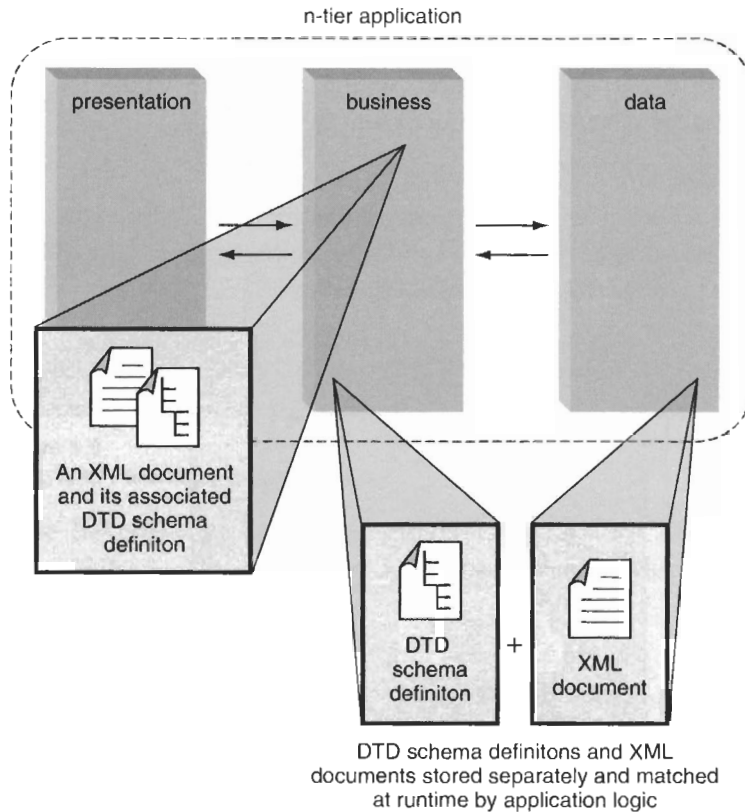 n-tier application
presentation
business
data
An XML document
and its associated
DTD schema
definiton
DTD
schema
definiton
+
XML
document
DTD schema definitons and XML
documents stored separately and matched
at runtime by application logic